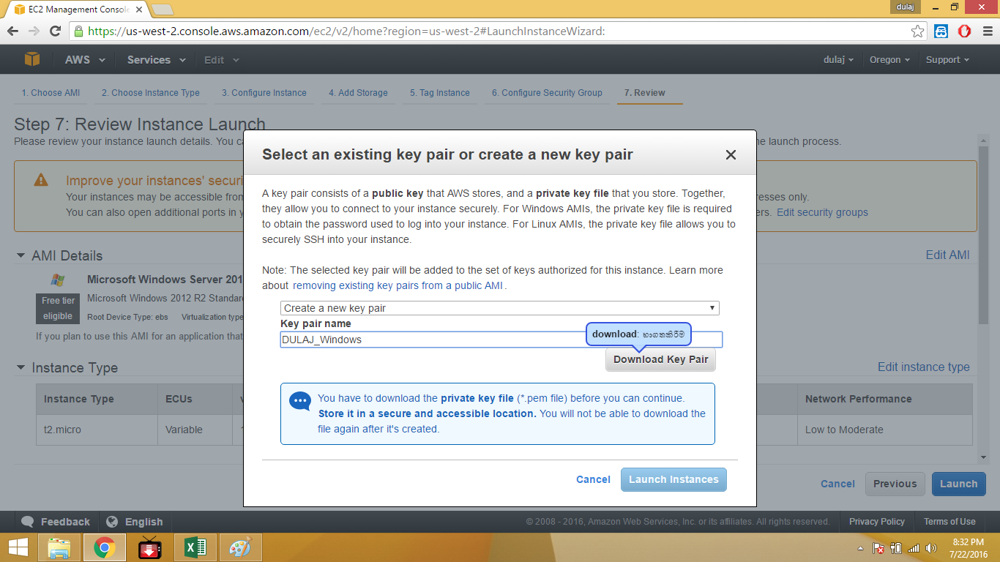 EC2 Management Console
dulaj
https://us-west-2.console.aws.amazon.com/ec2/v2/home?region=us-west-2#LaunchInstanceWizard:
AWS Services Edit dulaj Oregon Support
1. Choose AMI 2. Choose Instance Type 3. Configure Instance 4. Add Storage 5. Tag Instance 6. Configure Security Group 7. Review
Step 7: Review Instance Launch
Please review your instance launch details. You launch process.
Improve your instances' securi
Your instances may be accessible from resses only.
You can also open additional ports in Edit security groups
AMI Details Edit AMI
Microsoft Windows Server 201
Free tier eligible
Microsoft Windows 2012 R2 Standar
Root Device Type: ebs Virtualization type
If you plan to use this AMI for an application that
Instance Type Edit instance type
Instance Type ECUs Network Performance
t2.micro Variable Low to Moderate
Select an existing key pair or create a new key pair
A key pair consists of a public key that AWS stores, and a private key file that you store. Together,
they allow you to connect to your instance securely. For Windows AMIs, the private key file is required
to obtain the password used to log into your instance. For Linux AMIs, the private key file allows you to
securely SSH into your instance.
Note: The selected key pair will be added to the set of keys authorized for this instance. Learn more
about removing existing key pairs from a public AMI .
Create a new key pair
Key pair name
download: භාගතකිරීම
DULAJ_Windows
Download Key Pair
You have to download the private key file (*.pem file) before you can continue.
Store it in a secure and accessible location. You will not be able to download the
file again after it's created.
Cancel Launch Instances
Cancel Previous Launch
Feedback English © 2008 - 2016, Amazon Web Services, Inc. or its affiliates. All rights reserved. Privacy Policy Terms of Use
8:32 PM
7/22/2016